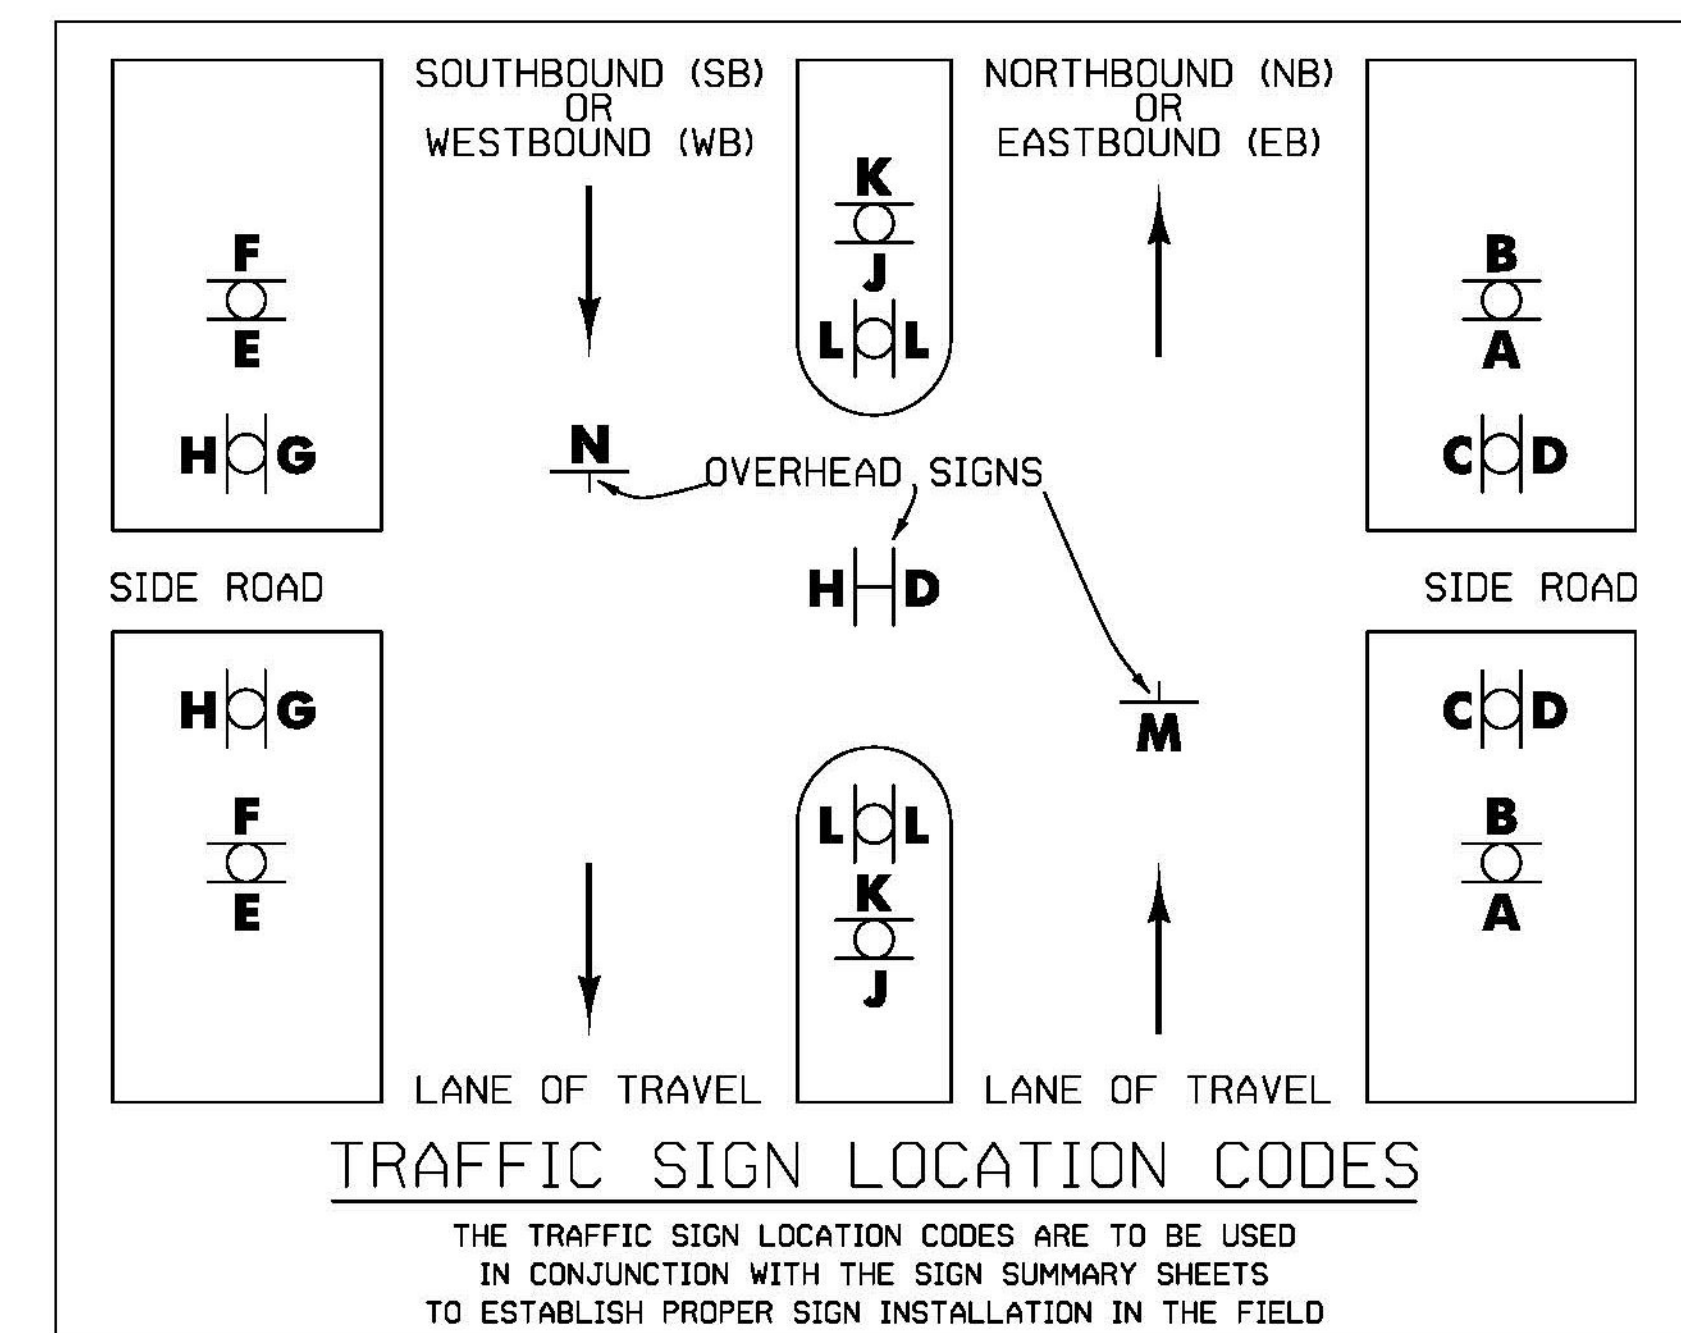 SOUTHBOUND (SB)
OR
WESTBOUND (WB)
NORTHBOUND (NB)
OR
EASTBOUND (EB)
K
J
L L
F
E
H G
B
A
C D
N
OVERHEAD SIGNS
H D
M
SIDE ROAD
SIDE ROAD
H G
F
E
L L
K
J
C D
B
A
LANE OF TRAVEL
LANE OF TRAVEL
TRAFFIC SIGN LOCATION CODES
THE TRAFFIC SIGN LOCATION CODES ARE TO BE USED
IN CONJUNCTION WITH THE SIGN SUMMARY SHEETS
TO ESTABLISH PROPER SIGN INSTALLATION IN THE FIELD